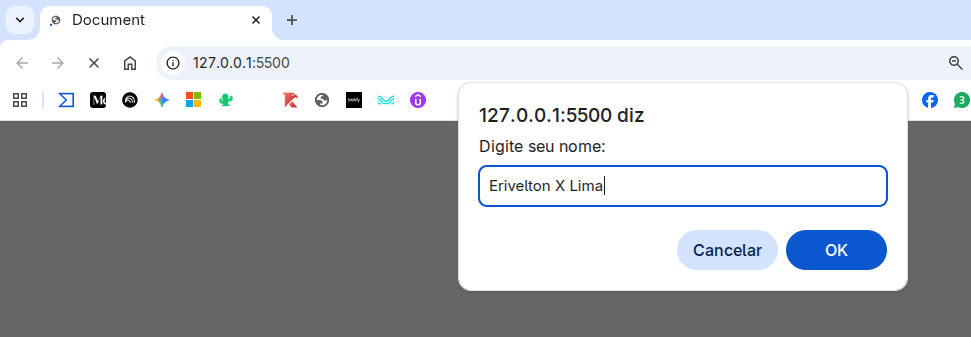 Document
127.0.0.1:5500
127.0.0.1:5500 diz
Digite seu nome:
Erivelton X Lima
Cancelar
OK
3